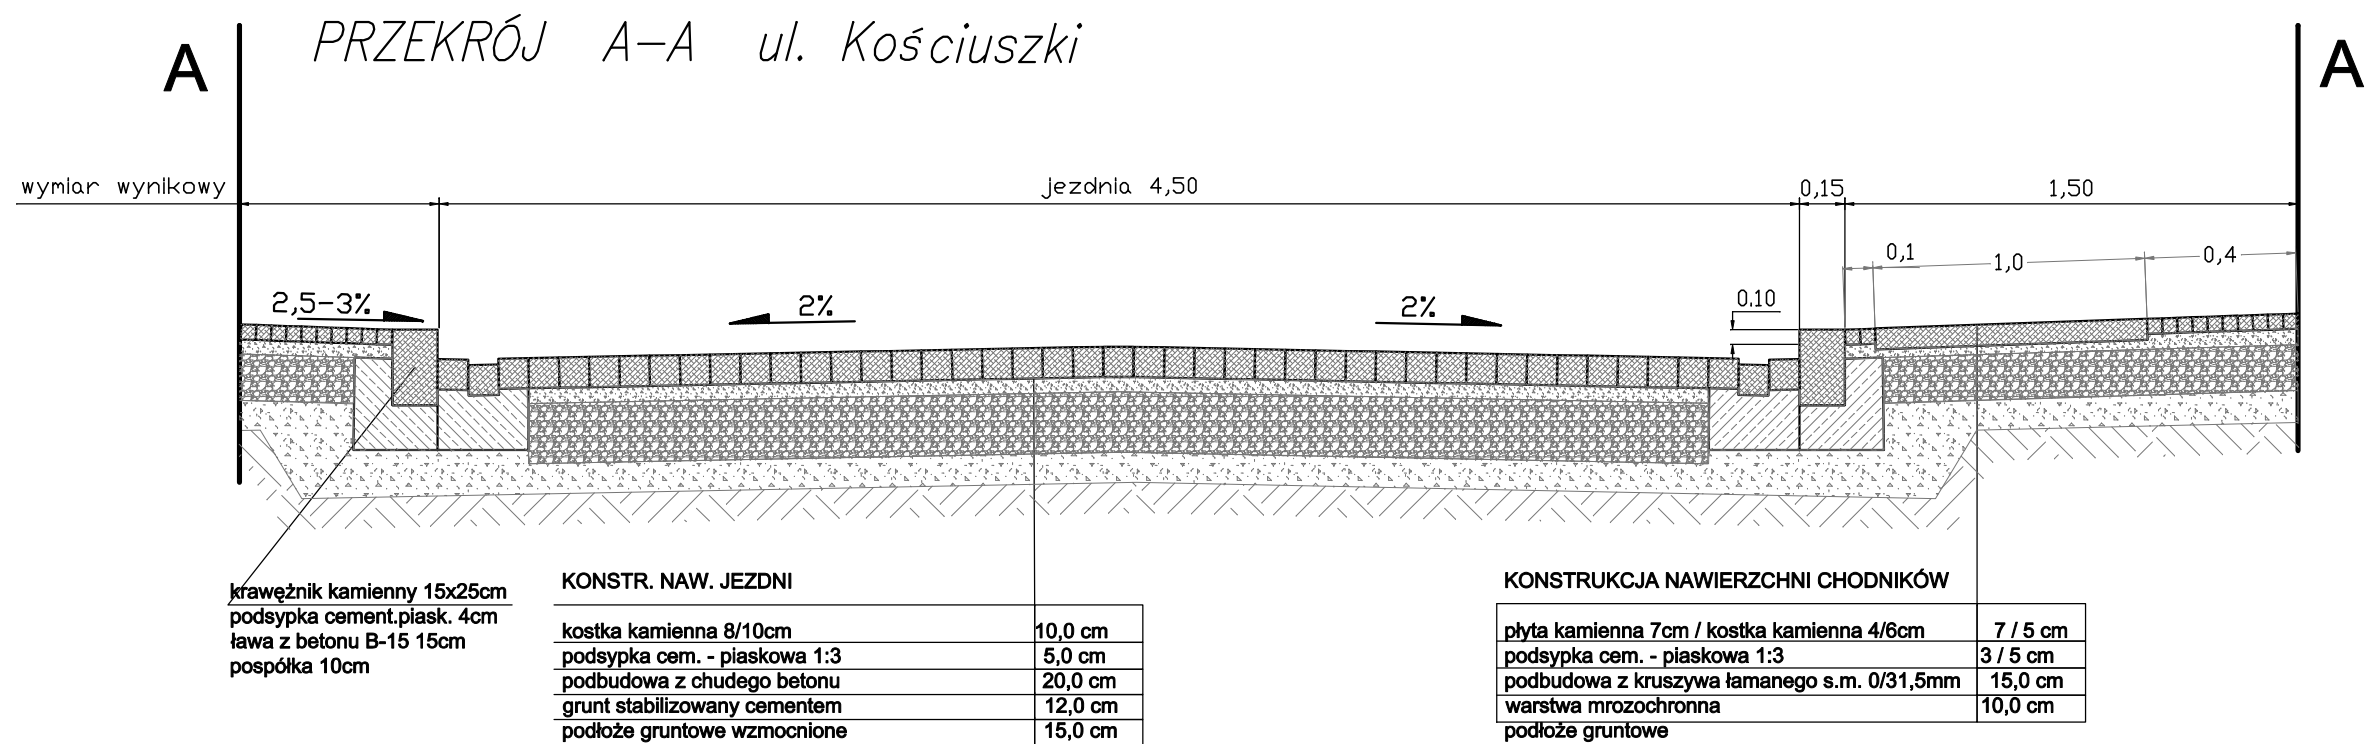 PRZEKRÓJ A-A ul. Kościuszki
A
A
wymiar wynikowy
jezdnia 4,50
0,15
1,50
0,1
1,0
0,4
2,5-3%
2%
2%
0.10
krawężnik kamienny 15x25cm
podsypka cement.piask. 4cm
ława z betonu B-15 15cm
pospółka 10cm
KONSTR. NAW. JEZDNI
kostka kamienna 8/10cm 10,0 cm
podsypka cem. - piaskowa 1:3 5,0 cm
podbudowa z chudego betonu 20,0 cm
grunt stabilizowany cementem 12,0 cm
podłoże gruntowe wzmocnione 15,0 cm
KONSTRUKCJA NAWIERZCHNI CHODNIKÓW
płyta kamienna 7cm / kostka kamienna 4/6cm 7 / 5 cm
podsypka cem. - piaskowa 1:3 3 / 5 cm
podbudowa z kruszywa łamanego s.m. 0/31,5mm 15,0 cm
warstwa mrozochronna 10,0 cm
podłoże gruntowe